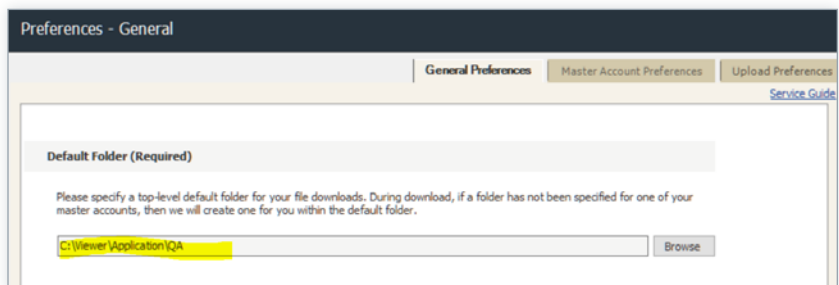 Preferences - General
General Preferences
Master Account Preferences
Upload Preferences
Service Guide
Default Folder (Required)
Please specify a top-level default folder for your file downloads. During download, if a folder has not been specified for one of your
master accounts, then we will create one for you within the default folder.
C:\Viewer\Application\QA
Browse